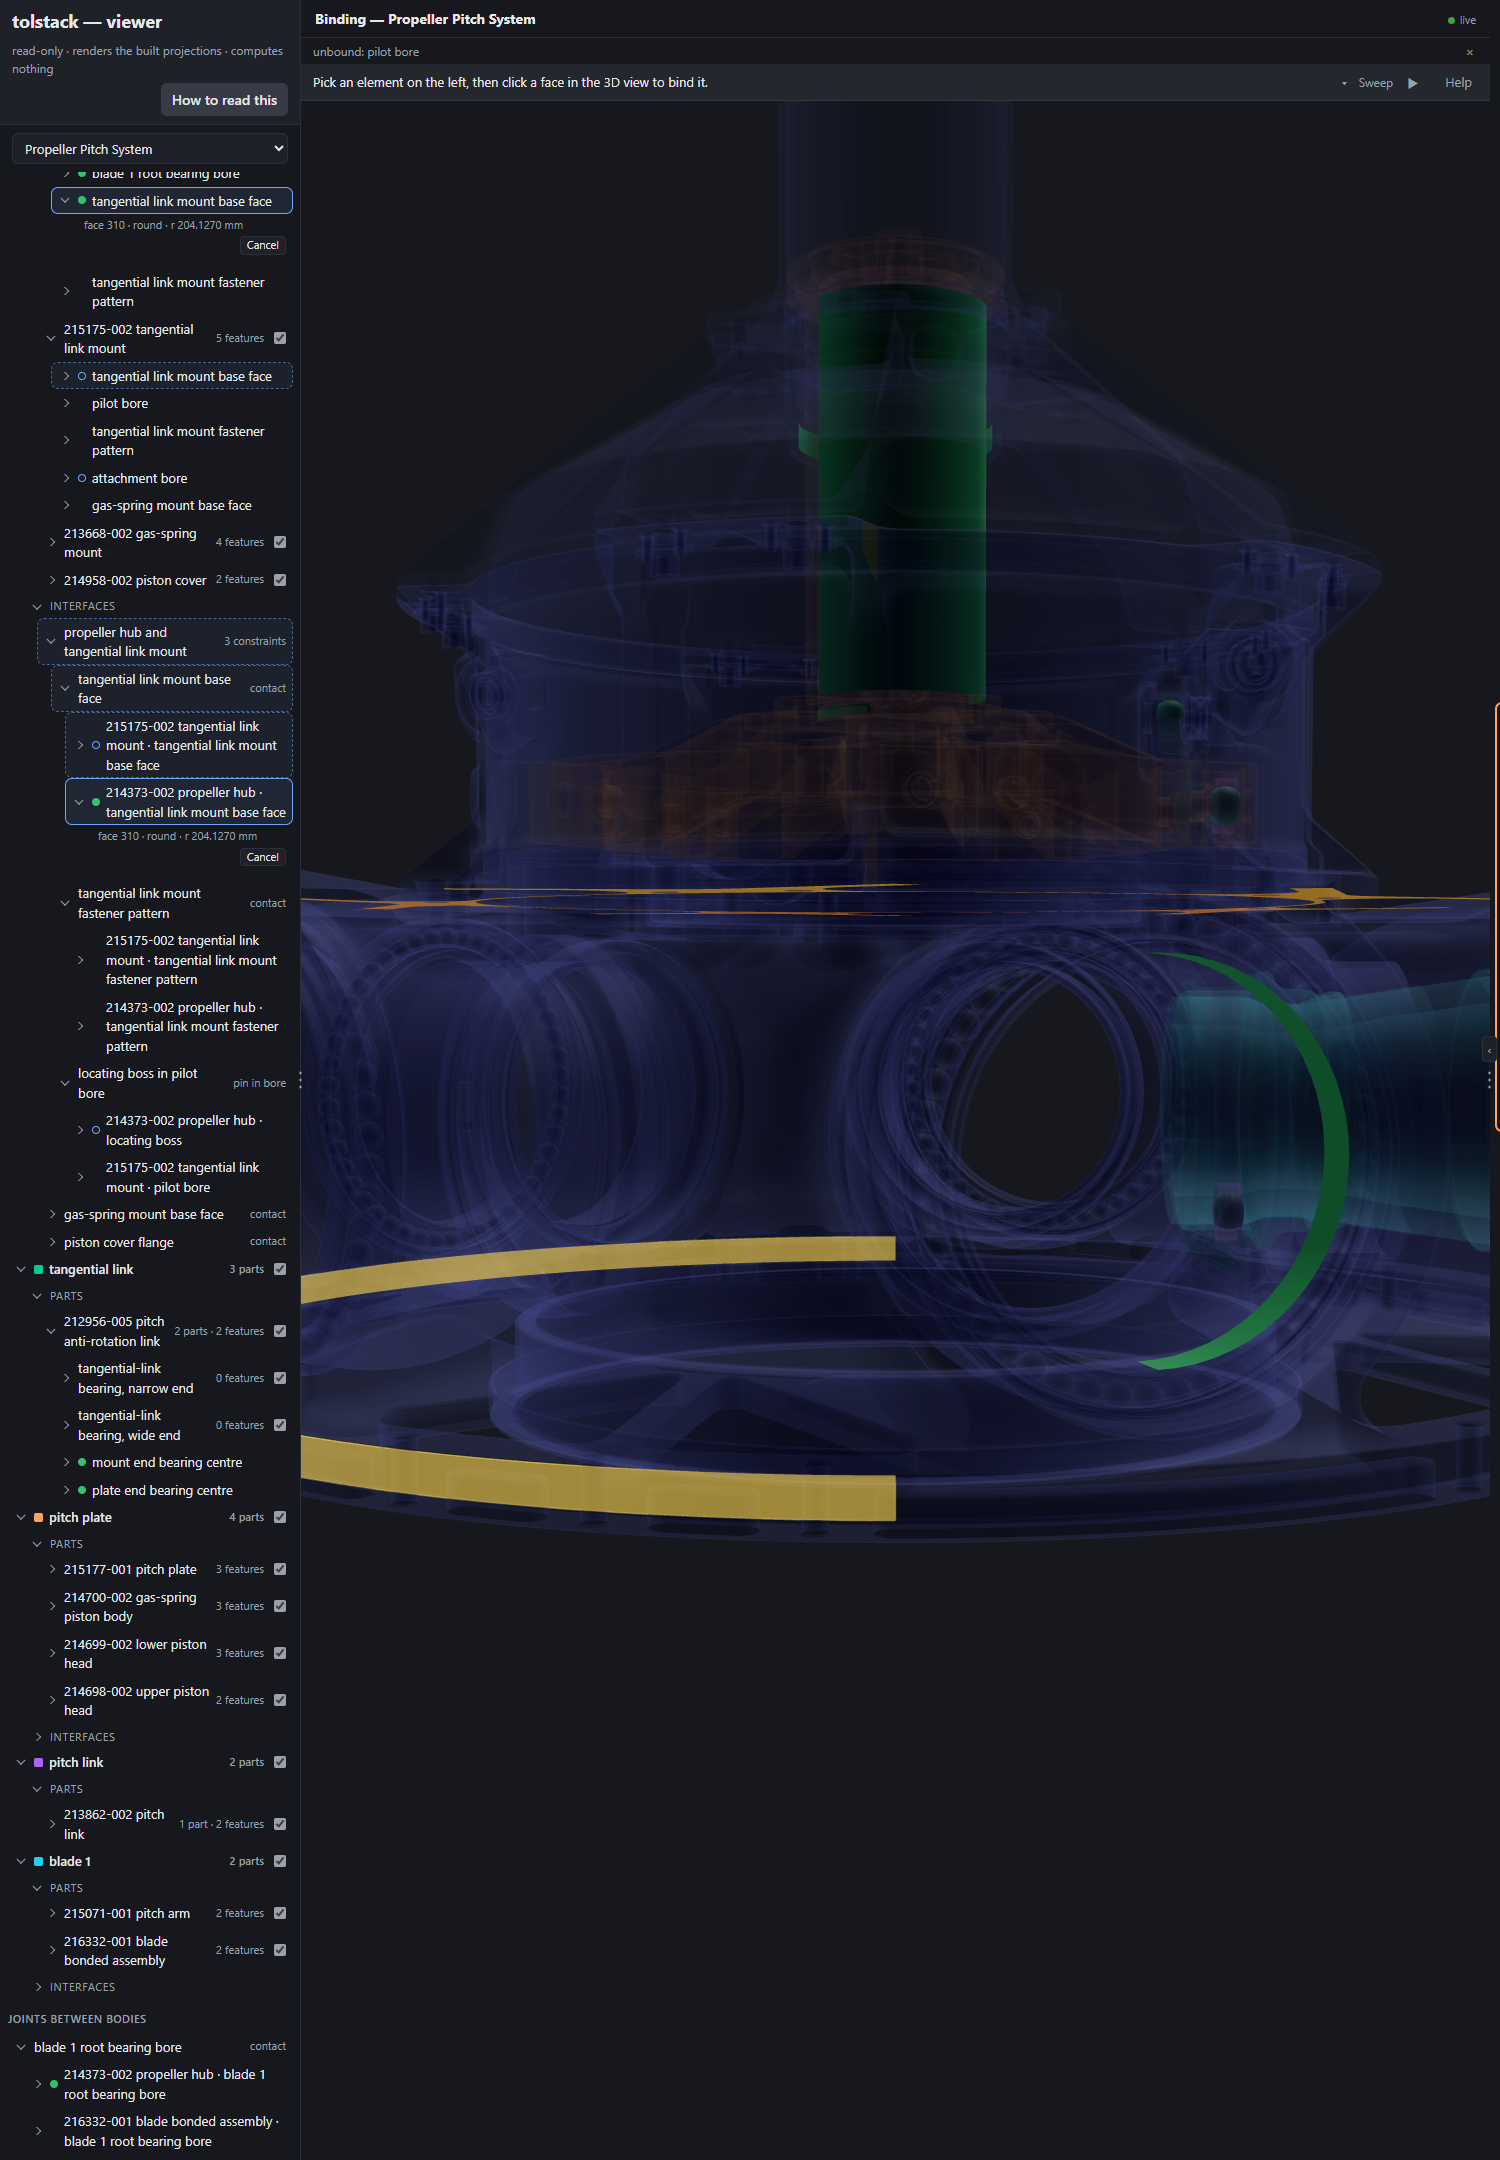 tolstack — viewer
read-only · renders the built projections · computes
nothing
How to read this
Propeller Pitch System
blade 1 root bearing bore
tangential link mount base face
face 310 · round · r 204.1270 mm
Cancel
tangential link mount fastener
pattern
215175-002 tangential
link mount
5 features
tangential link mount base face
pilot bore
tangential link mount fastener
pattern
attachment bore
gas-spring mount base face
213668-002 gas-spring
mount
4 features
214958-002 piston cover
2 features
INTERFACES
propeller hub and
tangential link mount
3 constraints
tangential link mount base
face
contact
215175-002 tangential link
mount · tangential link mount
base face
214373-002 propeller hub ·
tangential link mount base face
face 310 · round · r 204.1270 mm
Cancel
tangential link mount
fastener pattern
contact
215175-002 tangential link
mount · tangential link mount
fastener pattern
214373-002 propeller hub ·
tangential link mount fastener
pattern
locating boss in pilot
bore
pin in bore
214373-002 propeller hub ·
locating boss
215175-002 tangential link
mount · pilot bore
gas-spring mount base face
contact
piston cover flange
contact
tangential link
3 parts
PARTS
212956-005 pitch
anti-rotation link
2 parts · 2 features
tangential-link
bearing, narrow end
0 features
tangential-link
bearing, wide end
0 features
mount end bearing centre
plate end bearing centre
pitch plate
4 parts
PARTS
215177-001 pitch plate
3 features
214700-002 gas-spring
piston body
3 features
214699-002 lower piston
head
3 features
214698-002 upper piston
head
2 features
INTERFACES
pitch link
2 parts
PARTS
213862-002 pitch
link
1 part · 2 features
blade 1
2 parts
PARTS
215071-001 pitch arm
2 features
216332-001 blade
bonded assembly
2 features
INTERFACES
JOINTS BETWEEN BODIES
blade 1 root bearing bore
contact
214373-002 propeller hub · blade 1
root bearing bore
216332-001 blade bonded assembly ·
blade 1 root bearing bore
Binding — Propeller Pitch System
live
unbound: pilot bore
×
Pick an element on the left, then click a face in the 3D view to bind it.
Sweep
Help